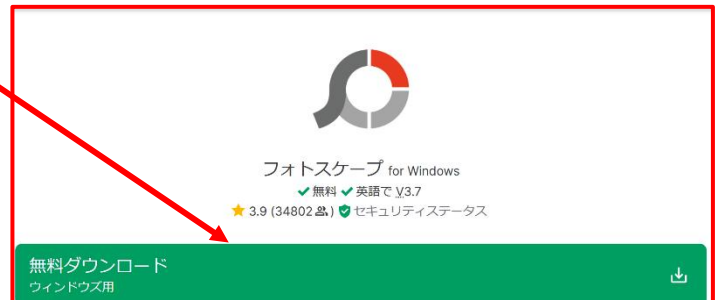 フォトスケープ for Windows
✔無料 ✔英語で V3.7
★ 3.9 (34802) セキュリティステータス
無料ダウンロード
ウィンドウズ用